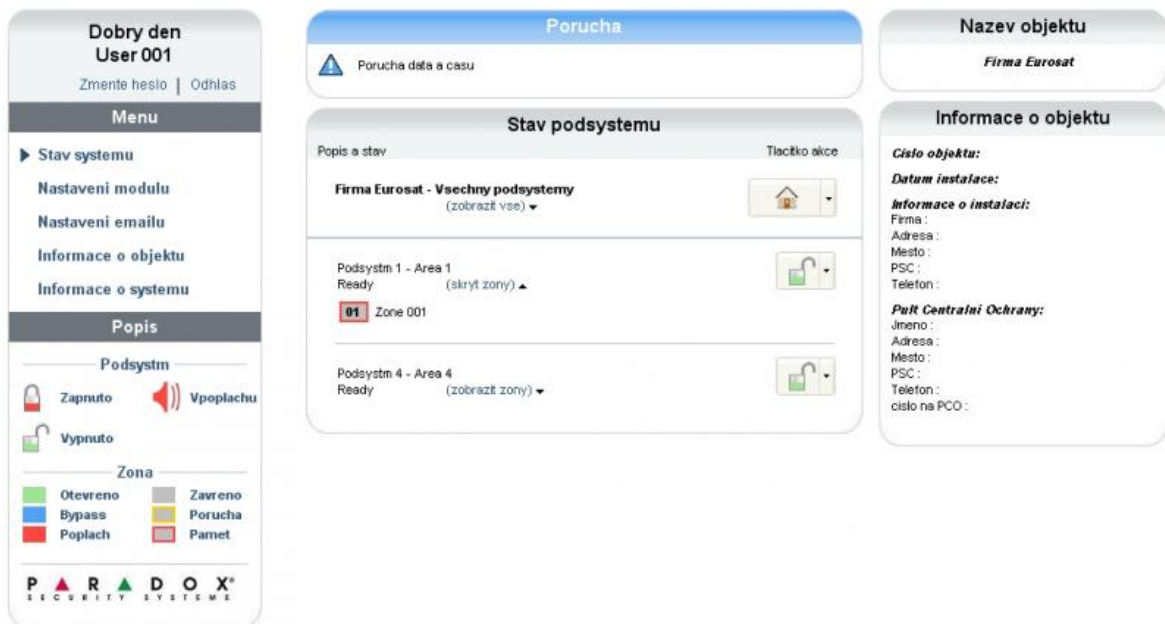 Dobry den
User 001
Zmente heslo | Odhlas
Menu
Stav systemu
Nastaveni modulu
Nastaveni emailu
Informace o objektu
Informace o systemu
Popis
Podsystm
Zapnuto
Vpoplachu
Vypnuto
Zona
Otevreno
Zavreno
Bypass
Porucha
Poplach
Pamet
PARADOX®
SECURITY SYSTEMS
Porucha
Porucha data a casu
Stav podsystemu
Popis a stav
Tlacitko akce
Firma Eurosat - Vsechny podsystemy
(zobrazit vse)
Podsystm 1 - Area 1
Ready (skryt zony)
01 Zone 001
Podsystm 4 - Area 4
Ready (zobrazit zony)
Nazev objektu
Firma Eurosat
Informace o objektu
Cislo objektu:
Datum instalace:
Informace o instalaci:
Firma :
Adresa :
Mesto :
PSC :
Telefon :
Pult Centralni Ochrany:
Jmeno :
Adresa :
Mesto :
PSC :
Telefon :
cislo na PCO :